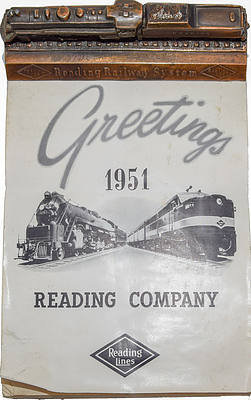 Reading Railway System
Greetings
1951
READING COMPANY
Reading
Lines